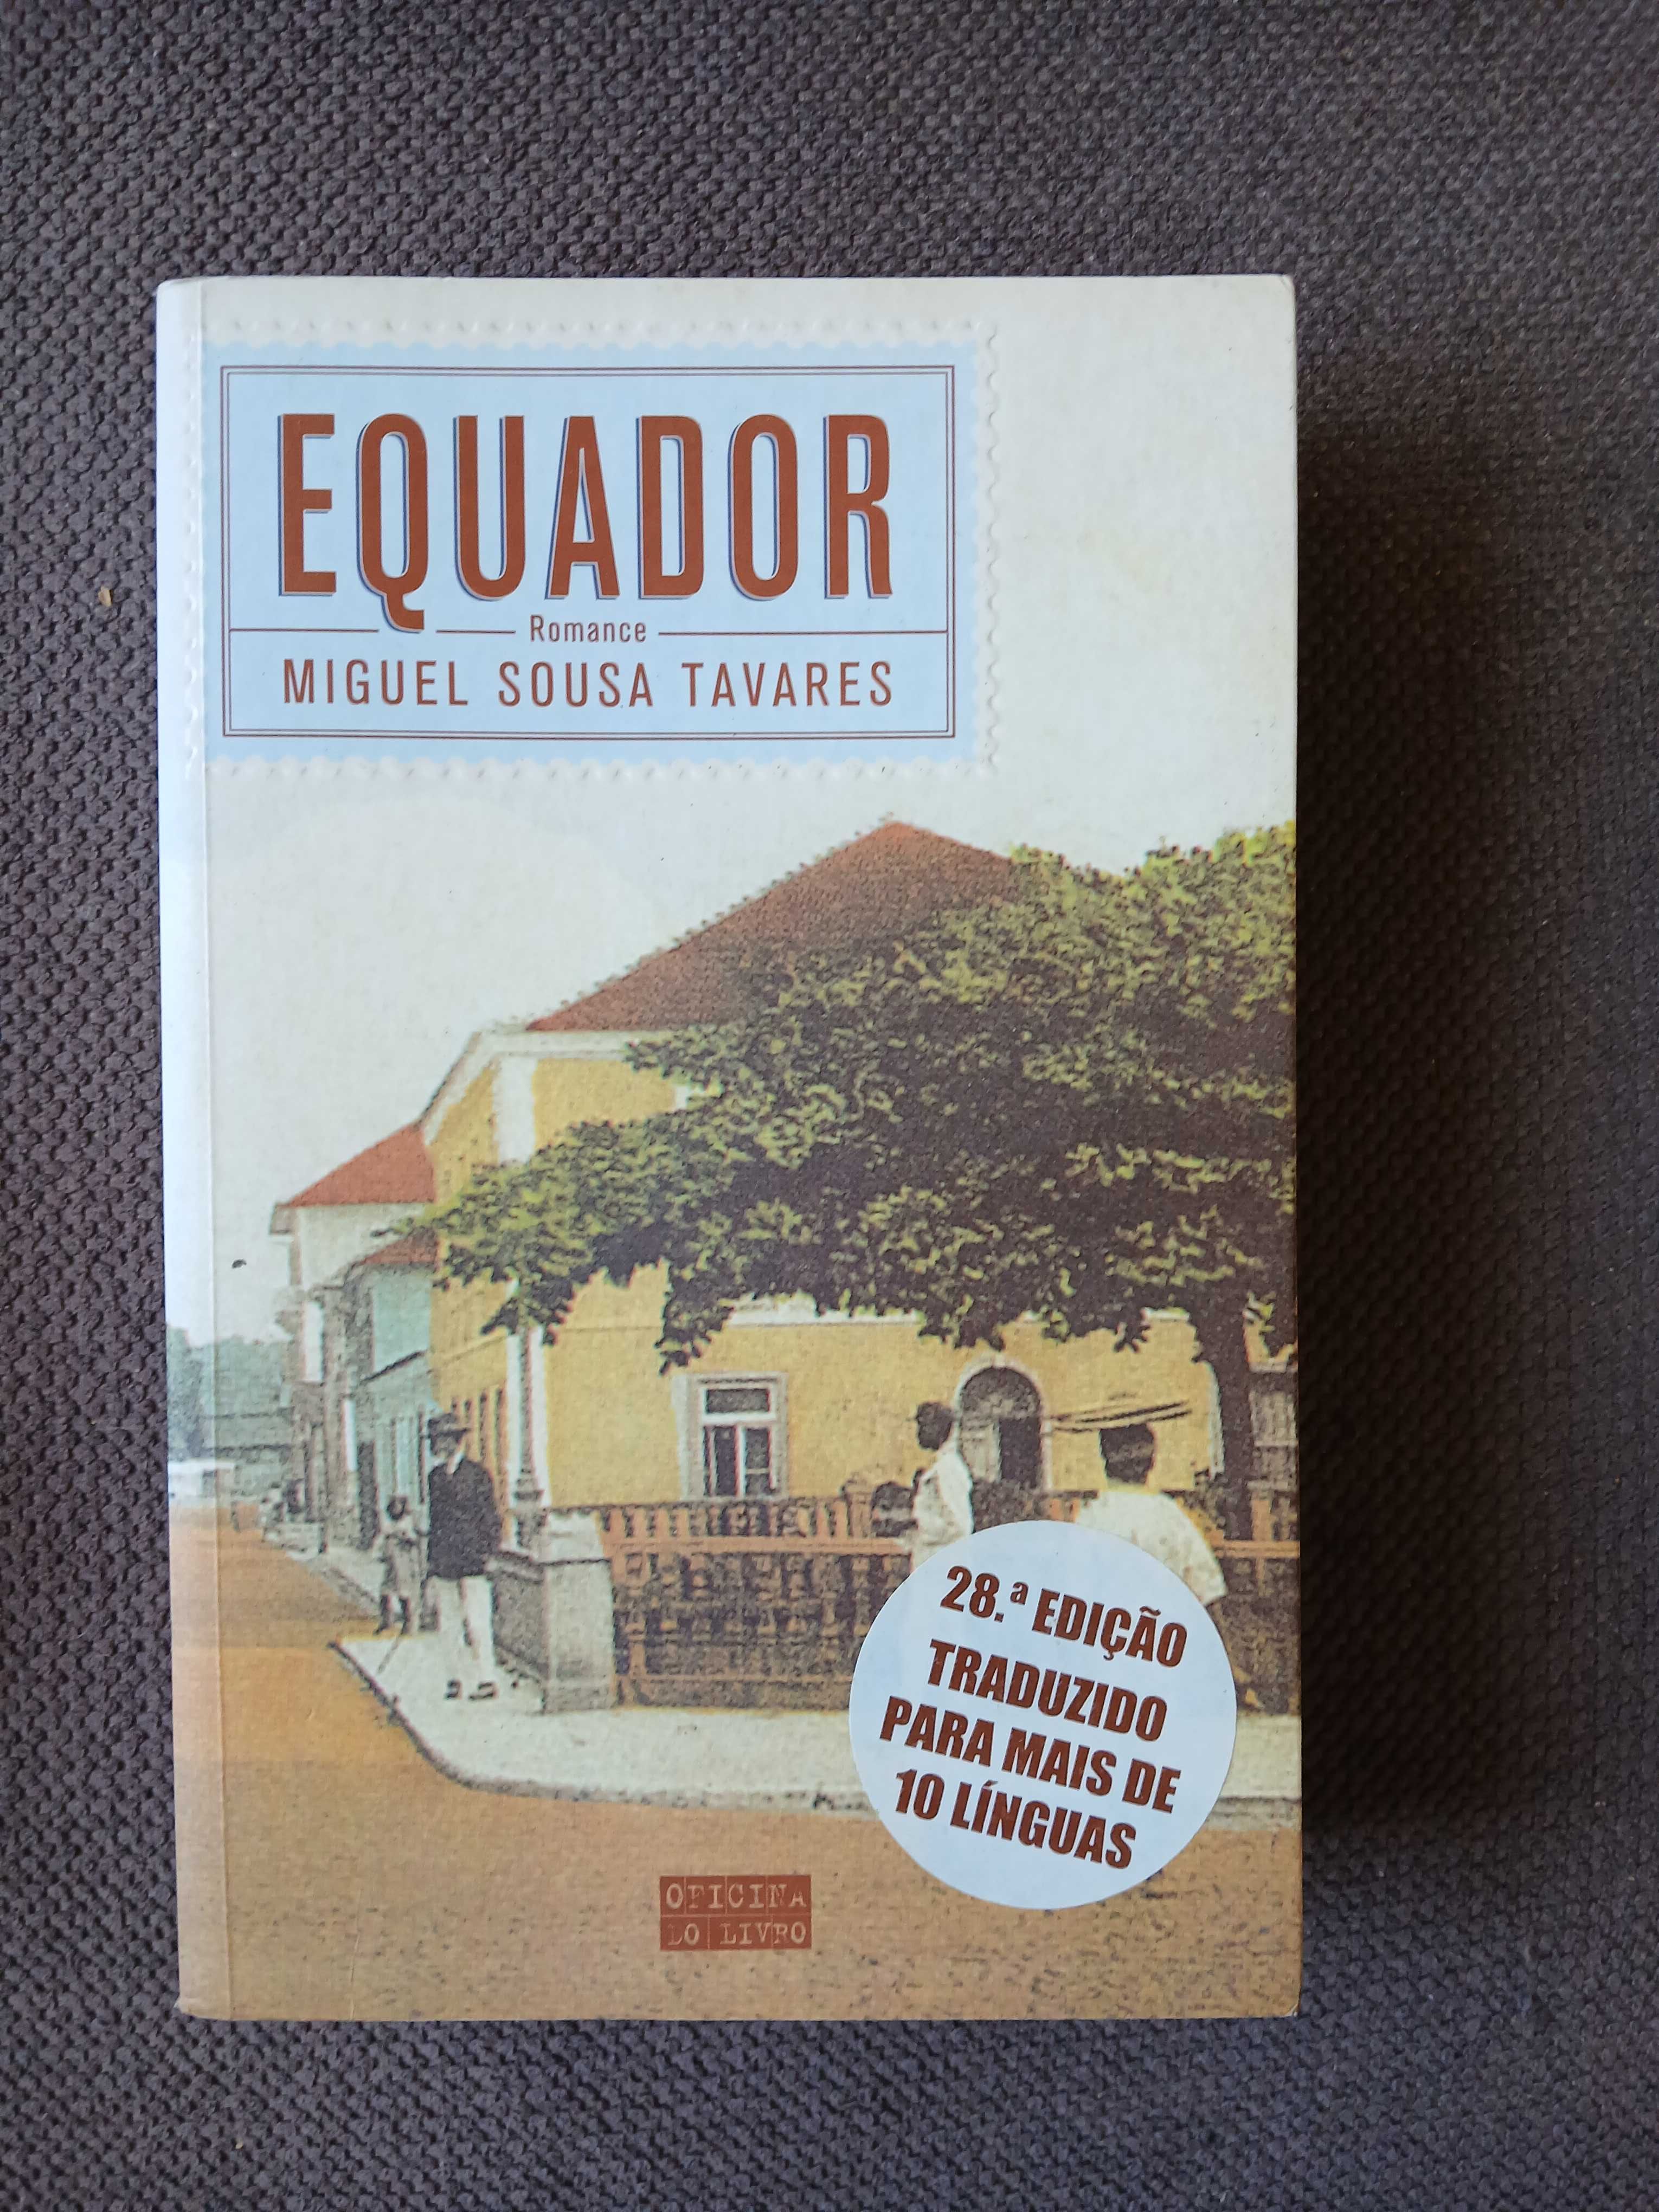 EQUADOR
Romance
MIGUEL SOUSA TAVARES
28.ª EDIÇÃO
TRADUZIDO
PARA MAIS DE
10 LÍNGUAS
OFICINA
DO LIVRO